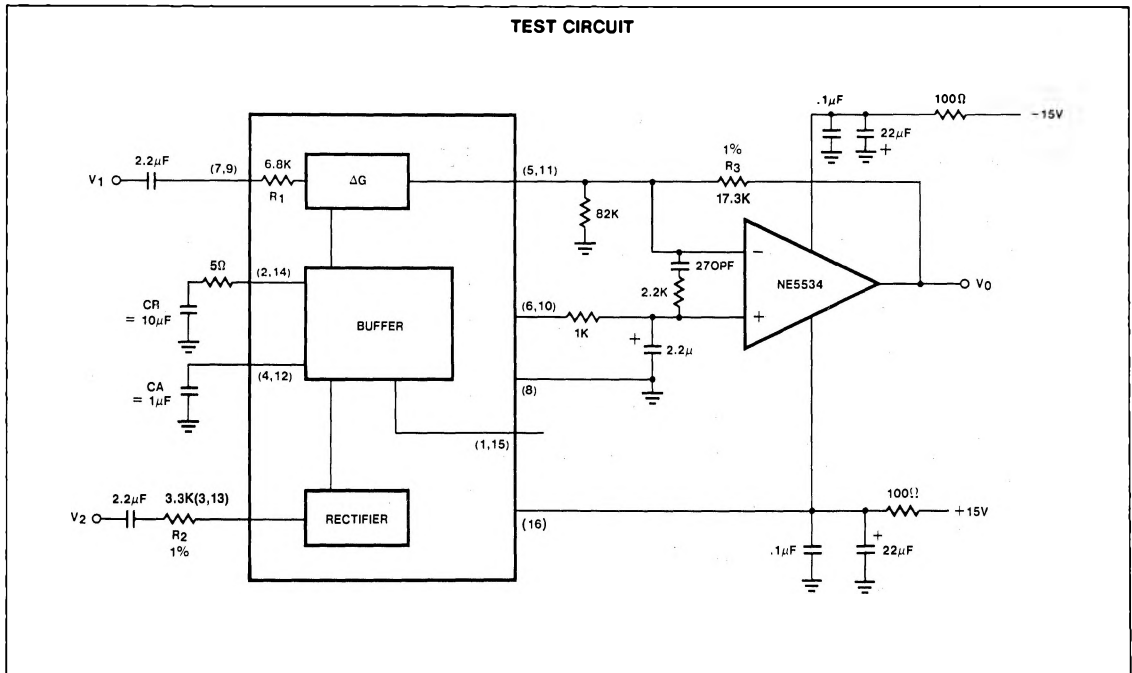 TEST CIRCUIT
.1µF
100Ω
-15V
22µF
+
2.2µF
(7,9)
6.8K
V1
R1
ΔG
(5,11)
1%
R3
17.3K
82K
5Ω
(2,14)
CR
= 10µF
BUFFER
270PF
2.2K
−
NE5534
+
VO
(6,10)
1K
+
2.2µ
(4,12)
CA
= 1µF
(8)
(1,15)
2.2µF
3.3K(3,13)
V2
R2
1%
RECTIFIER
(16)
100Ω
+15V
.1µF
+
22µF